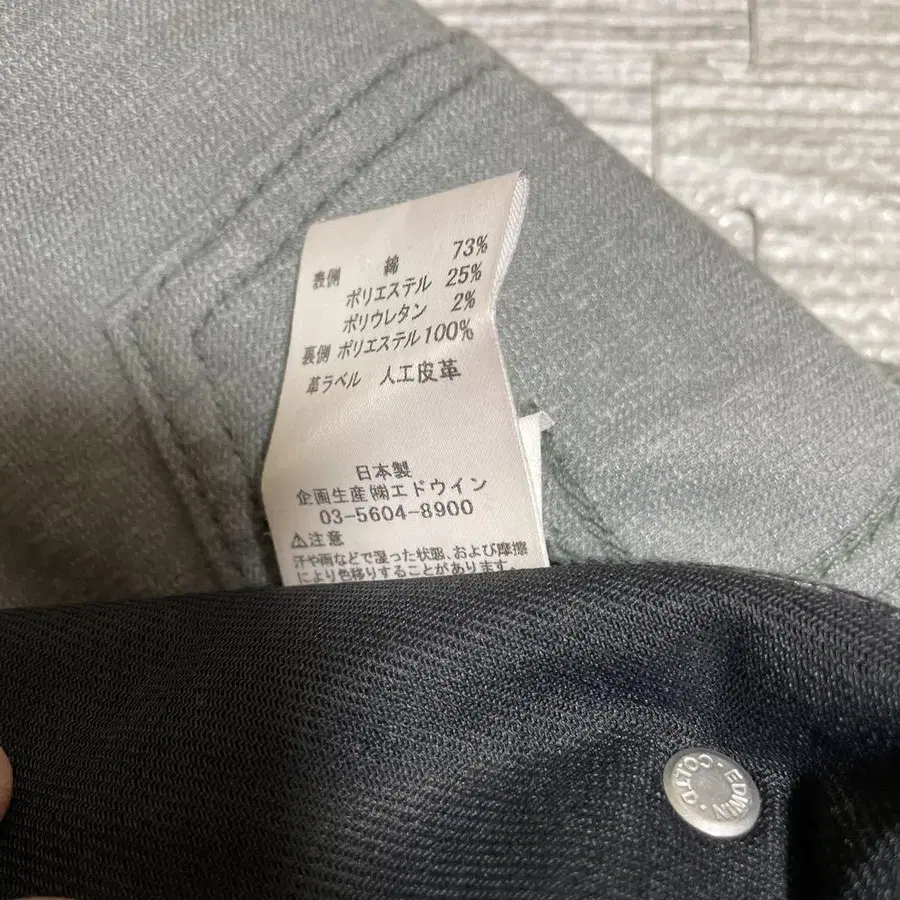 表側 綿 73%
ポリエステル 25%
ポリウレタン 2%
裏側 ポリエステル 100%
革ラベル 人工皮革
日本製
企画生産㈱エドウイン
03-5604-8900
⚠注意
汗や雨などで湿った状態、および摩擦
により色移りすることがあります。
EDWIN · CO.LTD ·